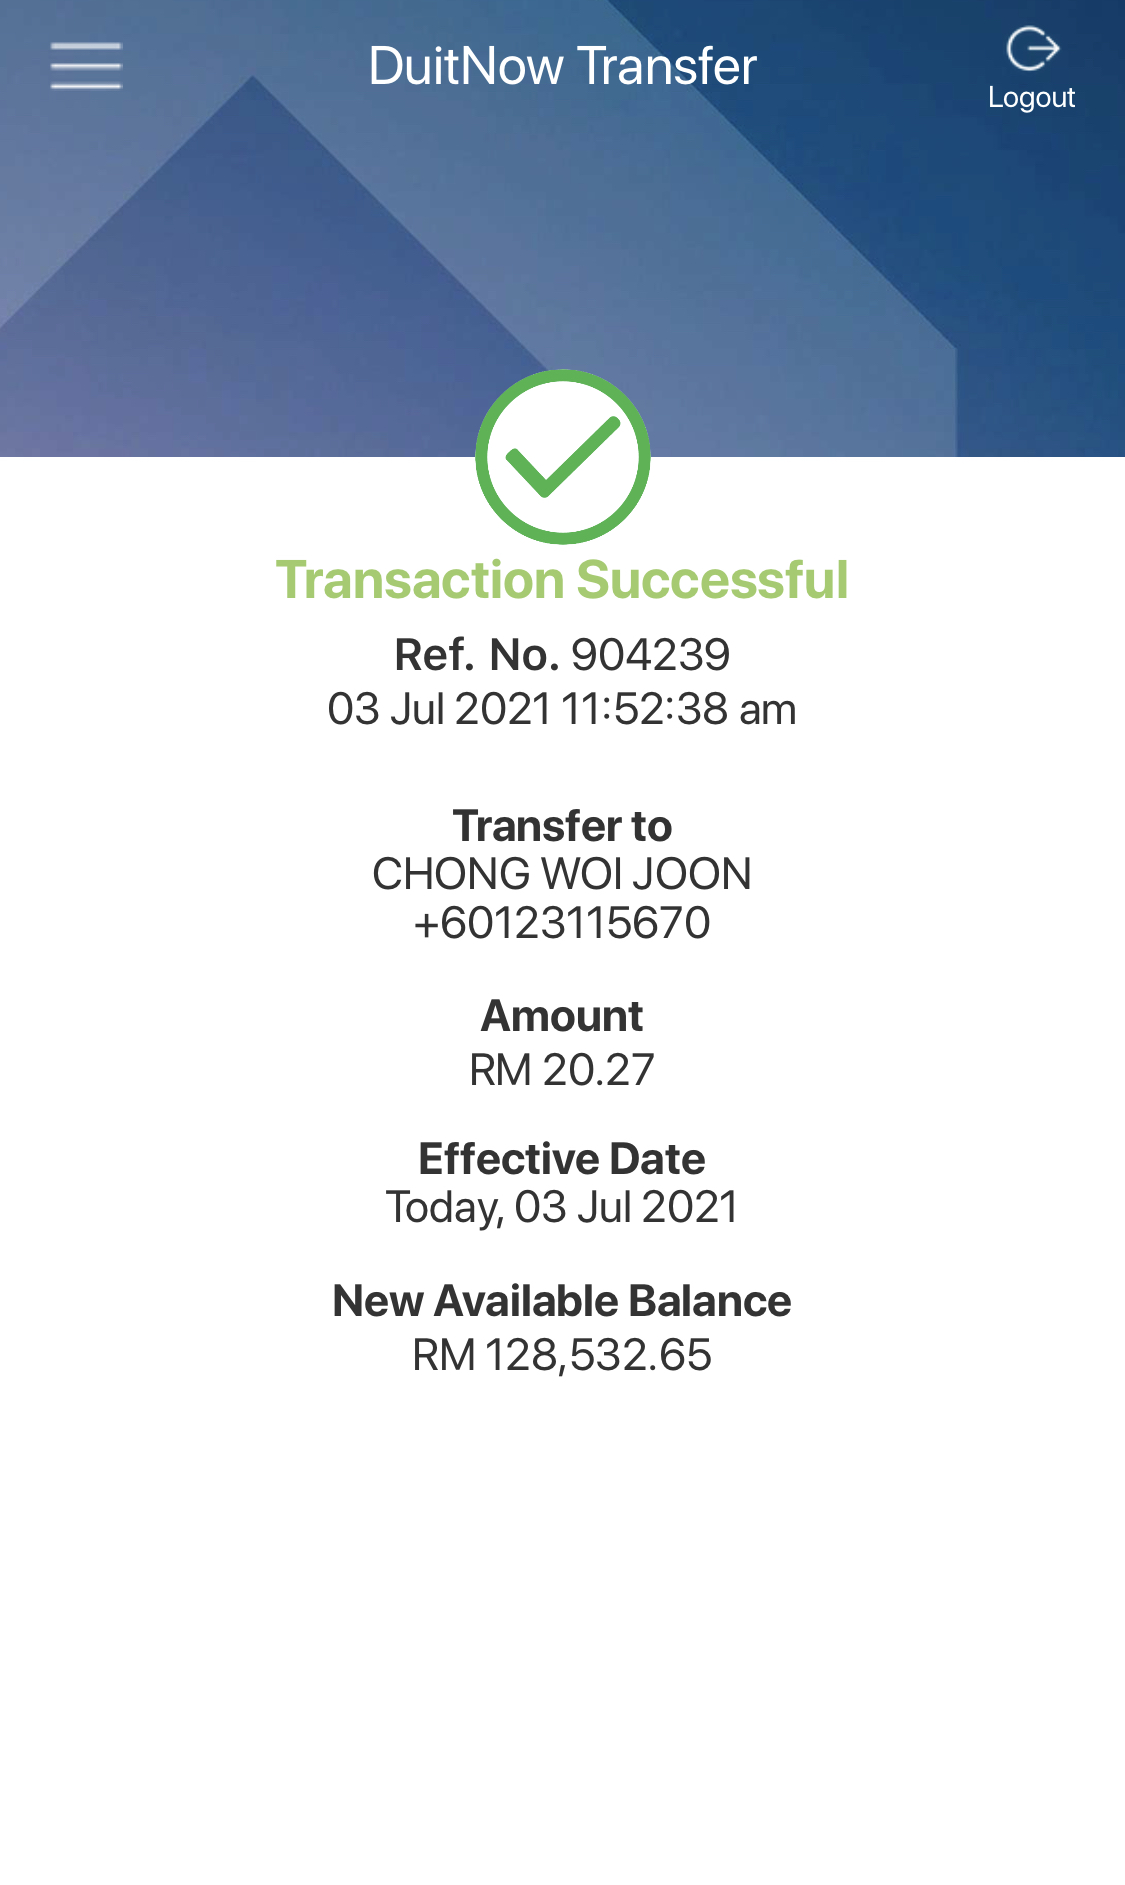 DuitNow Transfer
Logout
Transaction Successful
Ref. No. 904239
03 Jul 2021 11:52:38 am
Transfer to
CHONG WOI JOON
+60123115670
Amount
RM 20.27
Effective Date
Today, 03 Jul 2021
New Available Balance
RM 128,532.65